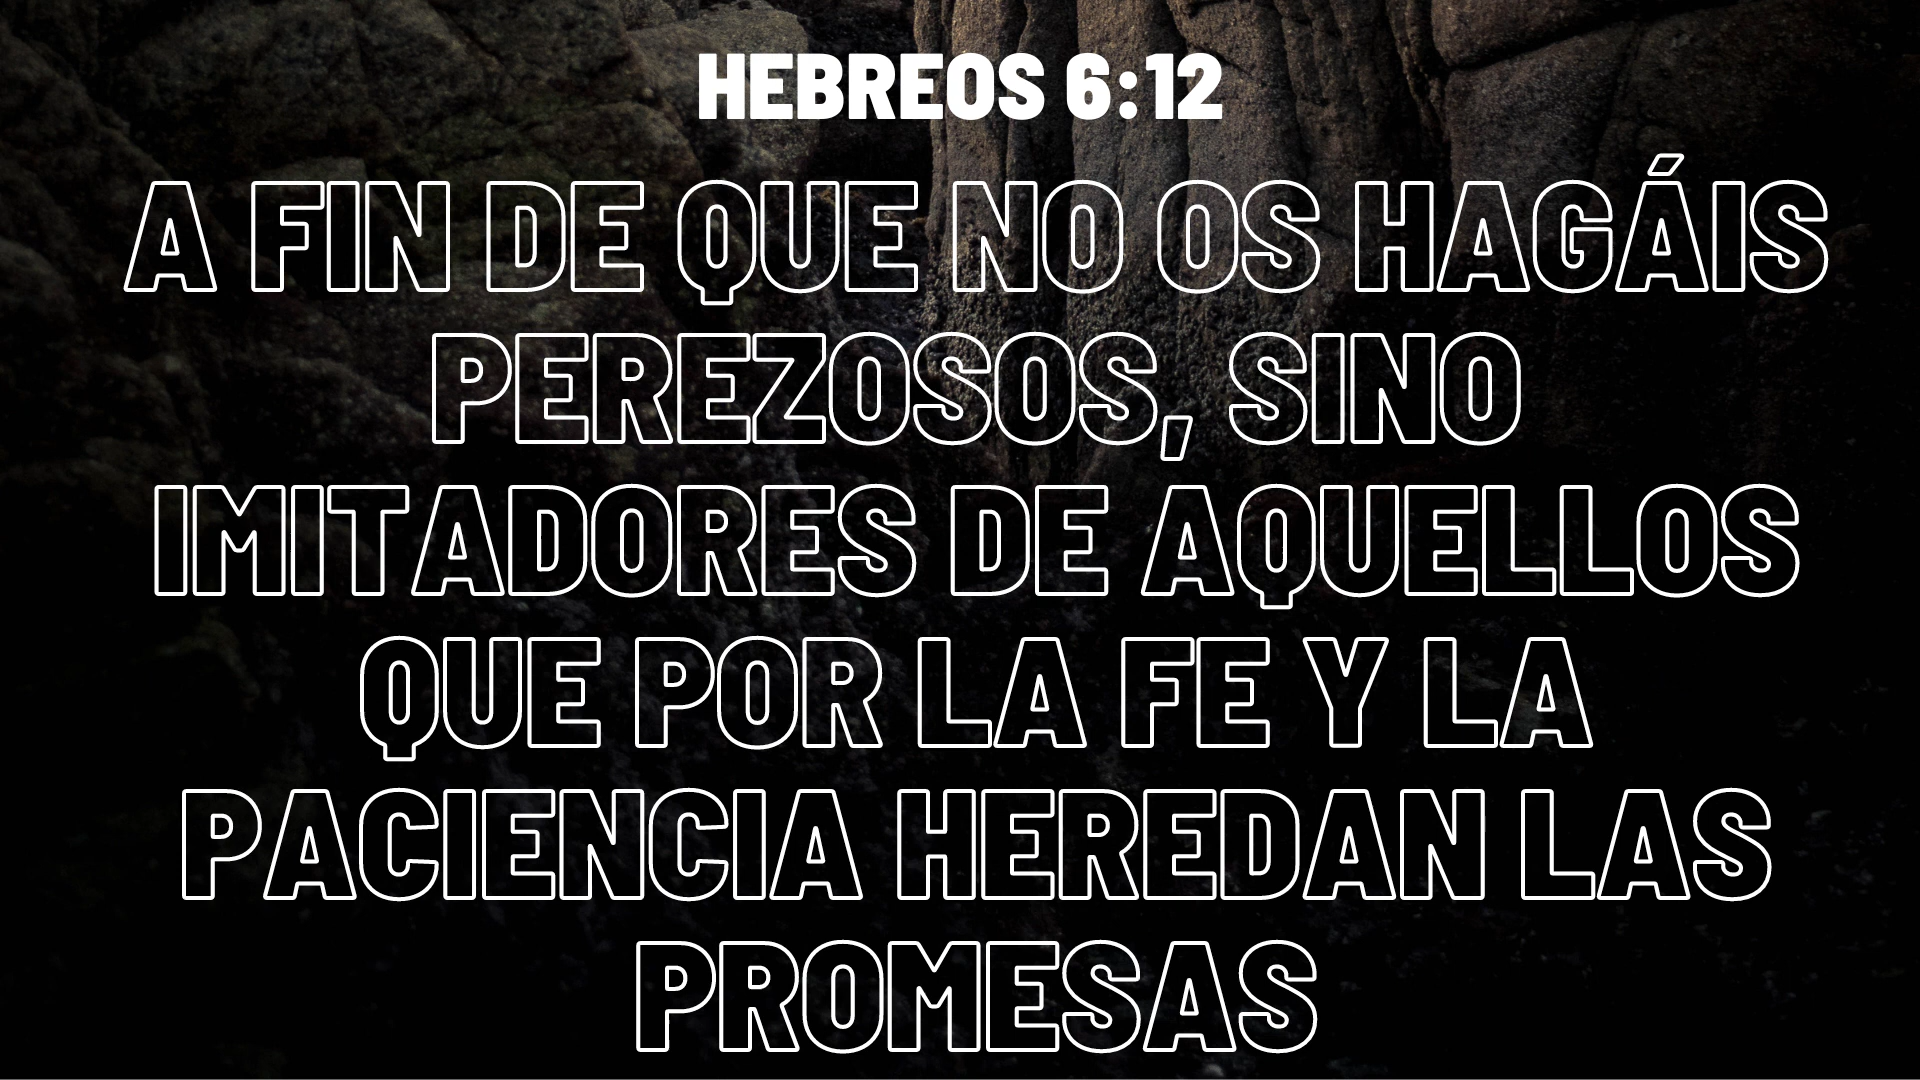 HEBREOS 6:12
A FIN DE QUE NO OS HAGÁIS
PEREZOSOS, SINO
IMITADORES DE AQUELLOS
QUE POR LA FE Y LA
PACIENCIA HEREDAN LAS
PROMESAS